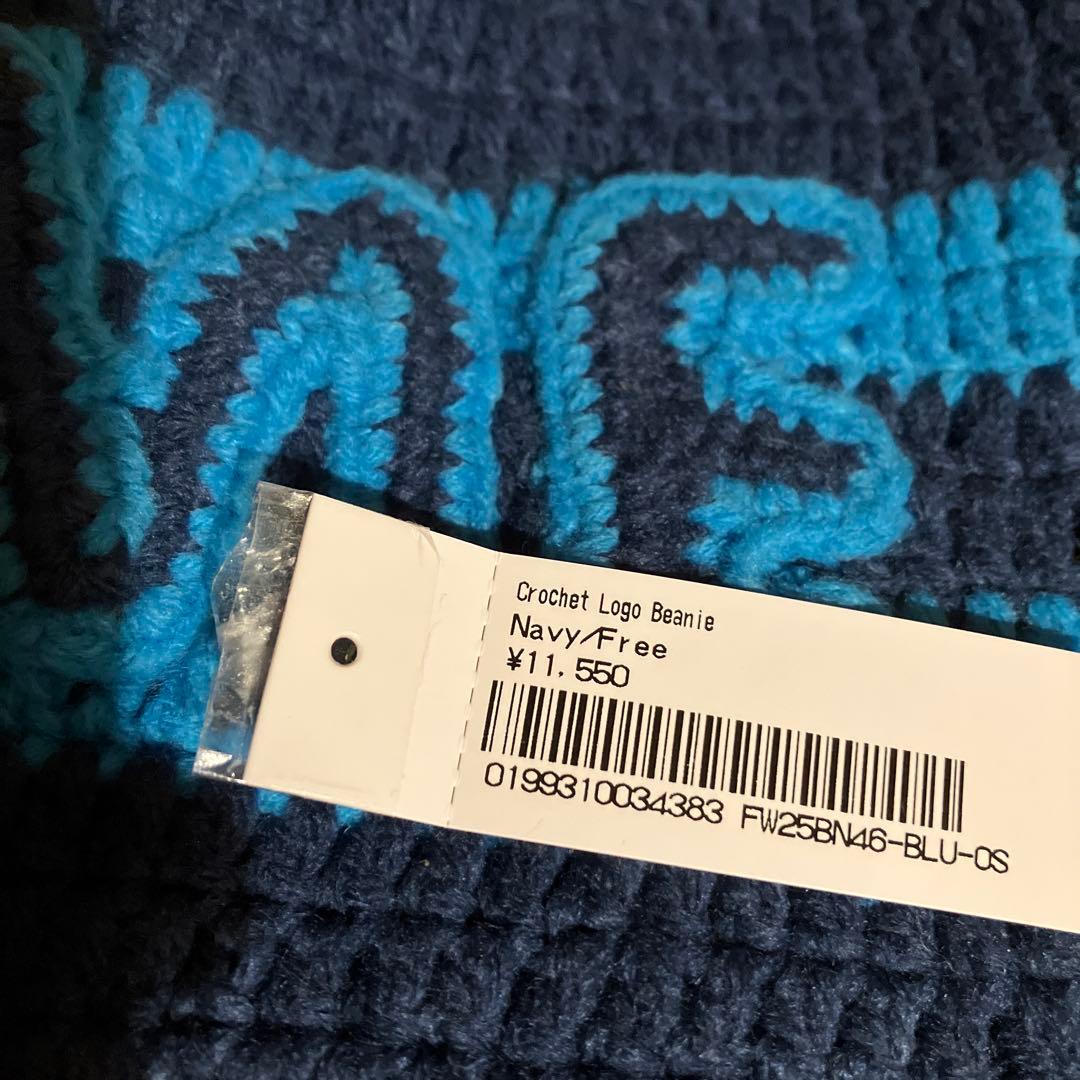 Crochet Logo Beanie
Navy/Free
¥11,550
0199310034383 FW25BN46-BLU-OS